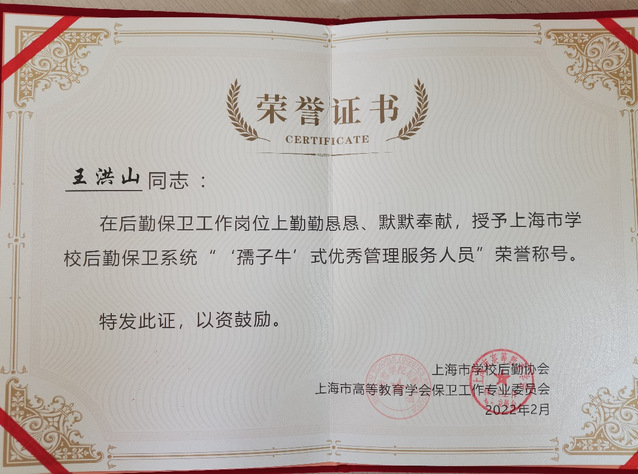 荣誉证书
CERTIFICATE
王洪山 同志：
在后勤保卫工作岗位上勤勤恳恳、默默奉献，授予上海市学
校后勤保卫系统“‘孺子牛’式优秀管理服务人员”荣誉称号。
特发此证，以资鼓励。
上海市学校后勤协会
上海市高等教育学会保卫工作专业委员会
2022年2月